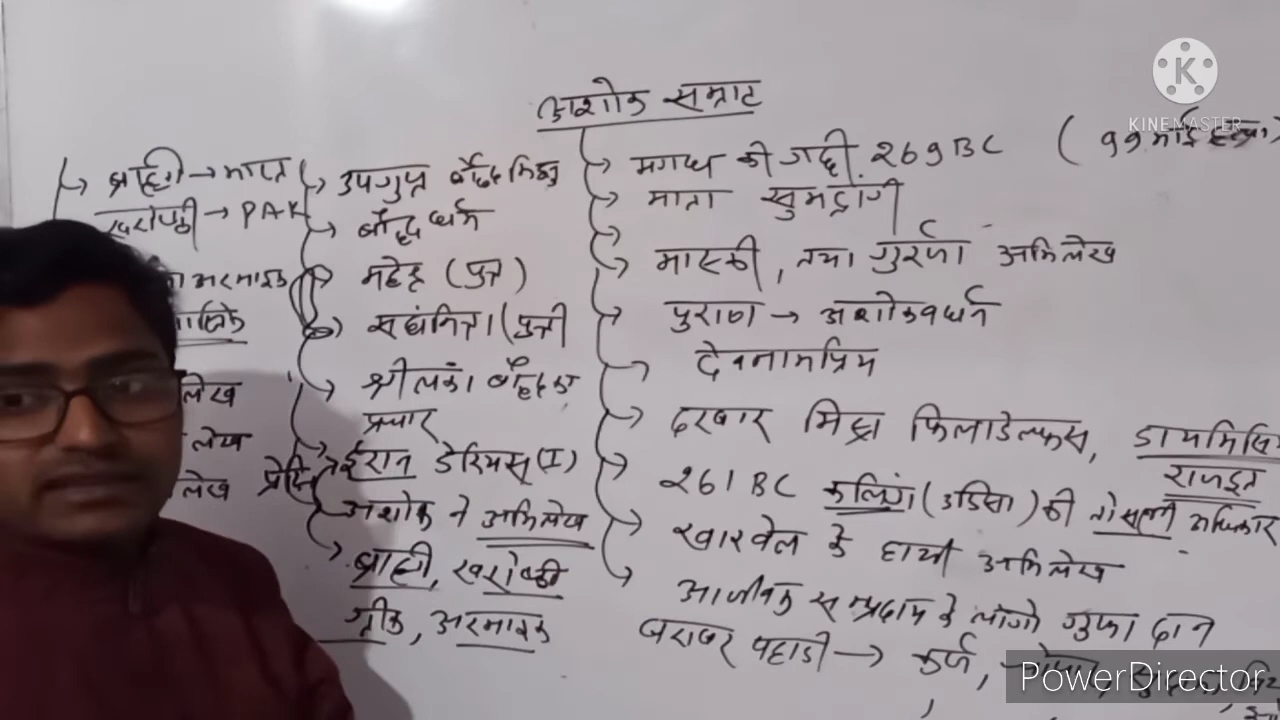 अशोक सम्राट
मगध की गद्दी 269 BC (99 भाई हत्या)
माता सुभद्रांगी
मास्की, तथा गुर्जरा अभिलेख
पुराण → अशोकवर्धन
देवनामप्रिय
दरबार मिश्र फिलाडेल्फस, डायमिसि
राजदूत
261 BC कलिंग (उडिसा) की तोसली अधिकार
खारवेल के हाथी अभिलेख
आजीवक सम्प्रदाय के लोगो गुफा दान
बराबर पहाडी → कर्ण,
उपगुप्त बौद्ध भिक्षु
बौद्ध धर्म
महेंद्र (पुत्र)
संघमित्रा (पुत्री
श्रीलंका बौद्ध का
प्रचार
ईरान डेरियस (I)
अशोक ने अभिलेख
ब्राह्मी, खरोष्ठी
ग्रीक, अरमाइक
ब्राह्मी → भारत
खरोष्ठी → PAK
अरमाइक
लेख
लेख
लेख प्रेरित
KINEMASTER
PowerDirector